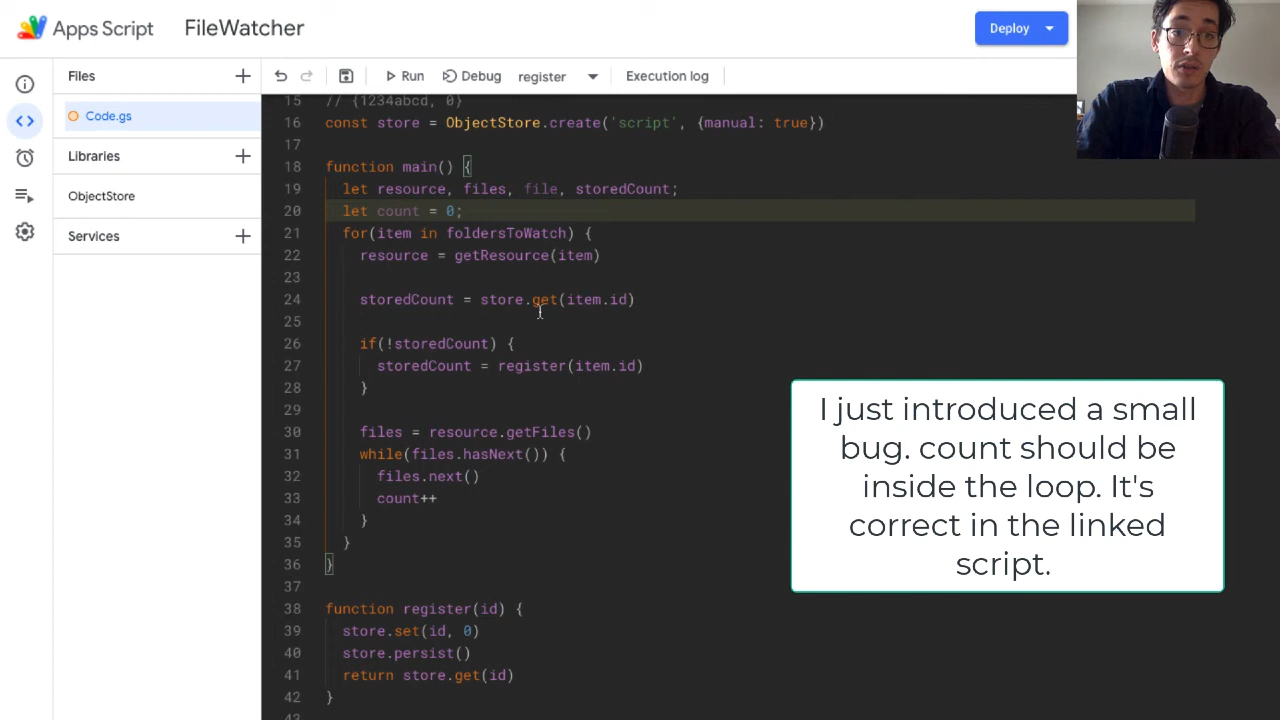 Apps Script
FileWatcher
Deploy
Files
Run
Debug
register
Execution log
Code.gs
Libraries
ObjectStore
Services
15 // {1234abcd, 0}
16 const store = ObjectStore.create('script', {manual: true})
17
18 function main() {
19 let resource, files, file, storedCount;
20 let count = 0;
21 for(item in foldersToWatch) {
22 resource = getResource(item)
23
24 storedCount = store.get(item.id)
25
26 if(!storedCount) {
27 storedCount = register(item.id)
28 }
29
30 files = resource.getFiles()
31 while(files.hasNext()) {
32 files.next()
33 count++
34 }
35 }
36 }
37
38 function register(id) {
39 store.set(id, 0)
40 store.persist()
41 return store.get(id)
42 }
43
I just introduced a small
bug. count should be
inside the loop. It's
correct in the linked
script.